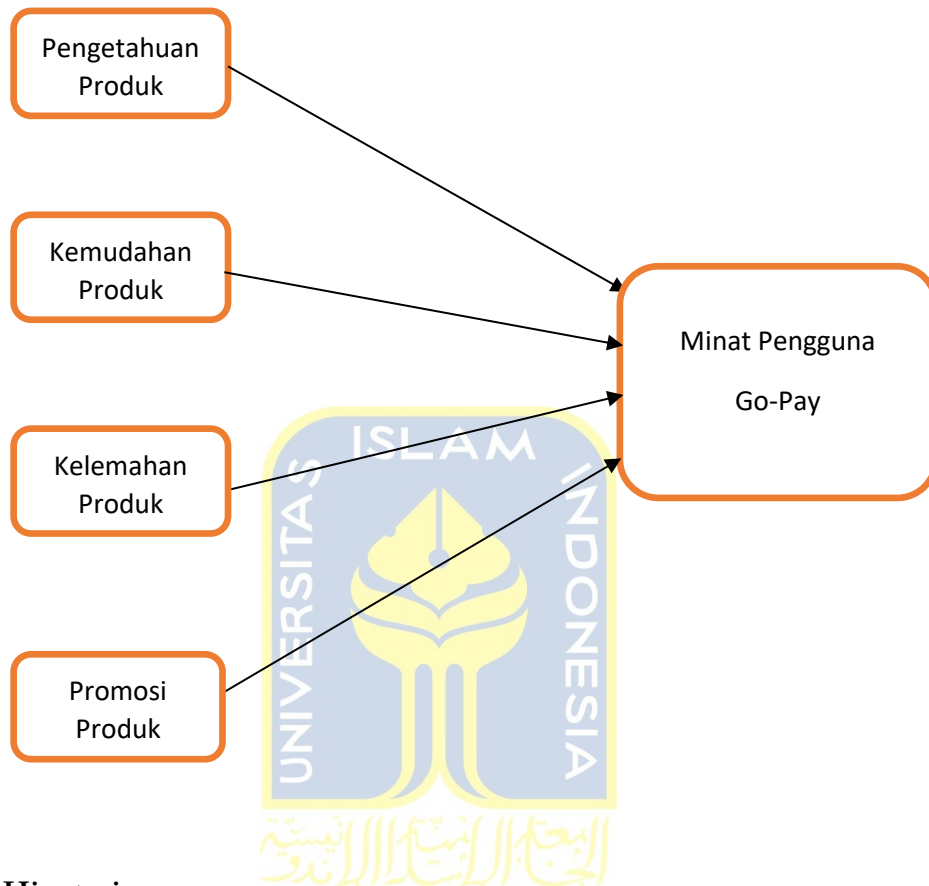 Pengetahuan
Produk
Kemudahan
Produk
Minat Pengguna
Go-Pay
Kelemahan
Produk
Promosi
Produk
UNIVERSITAS
ISLAM
INDONESIA